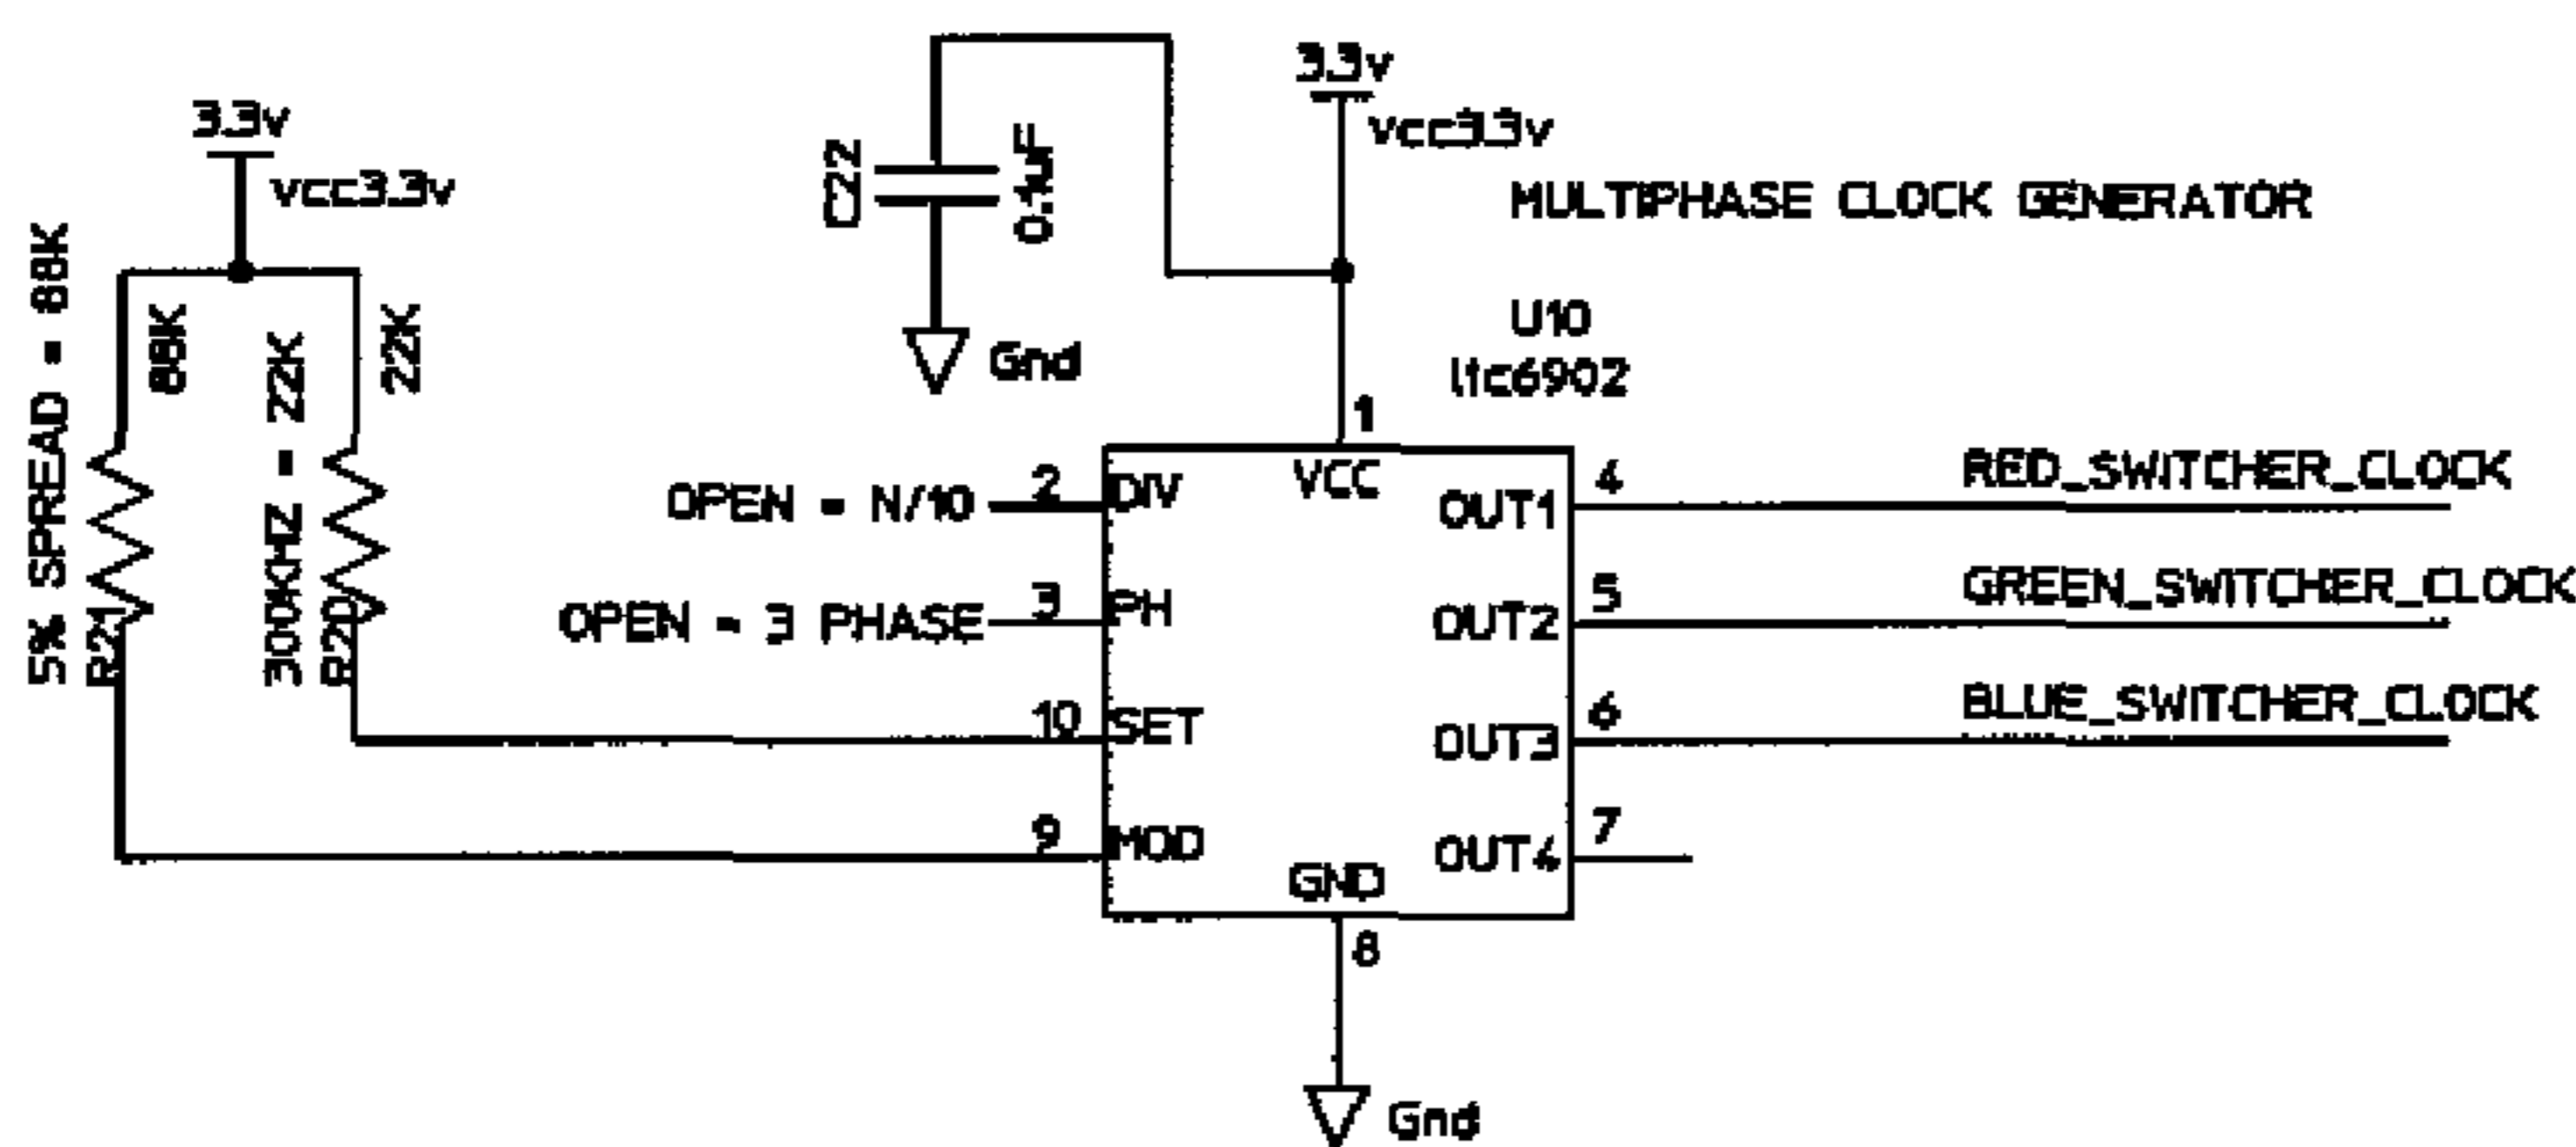 3.3v
vcc3.3v
5% SPREAD = 88K
R21
88K
300KHZ = 22K
R20
22K
C22
0.1uF
Gnd
3.3v
vcc3.3v
MULTIPHASE CLOCK GENERATOR
U10
ltc6902
1
VCC
OPEN = N/10
2
DIV
OPEN = 3 PHASE
3
PH
10
SET
9
MOD
OUT1
4
RED_SWITCHER_CLOCK
OUT2
5
GREEN_SWITCHER_CLOCK
OUT3
6
BLUE_SWITCHER_CLOCK
OUT4
7
GND
8
Gnd